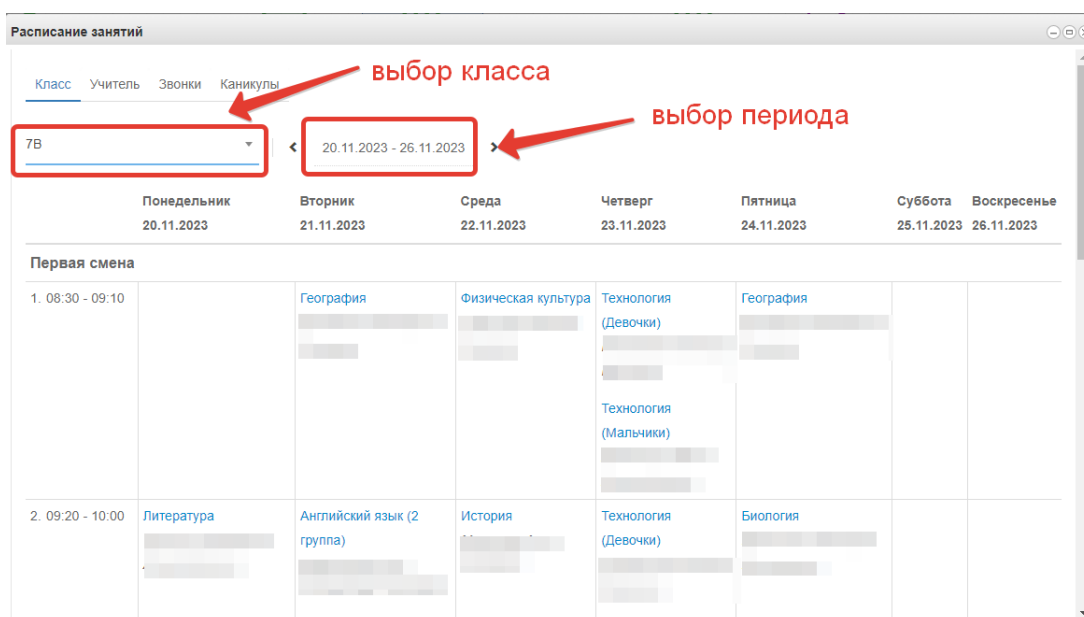 Расписание занятий
Класс Учитель Звонки Каникулы
выбор класса
выбор периода
7В
20.11.2023 - 26.11.2023
Понедельник Вторник Среда Четверг Пятница Суббота Воскресенье
20.11.2023 21.11.2023 22.11.2023 23.11.2023 24.11.2023 25.11.2023 26.11.2023
Первая смена
1. 08:30 - 09:10 География Физическая культура Технология География
(Девочки)
Технология
(Мальчики)
2. 09:20 - 10:00 Литература Английский язык (2 История Технология Биология
группа) (Девочки)